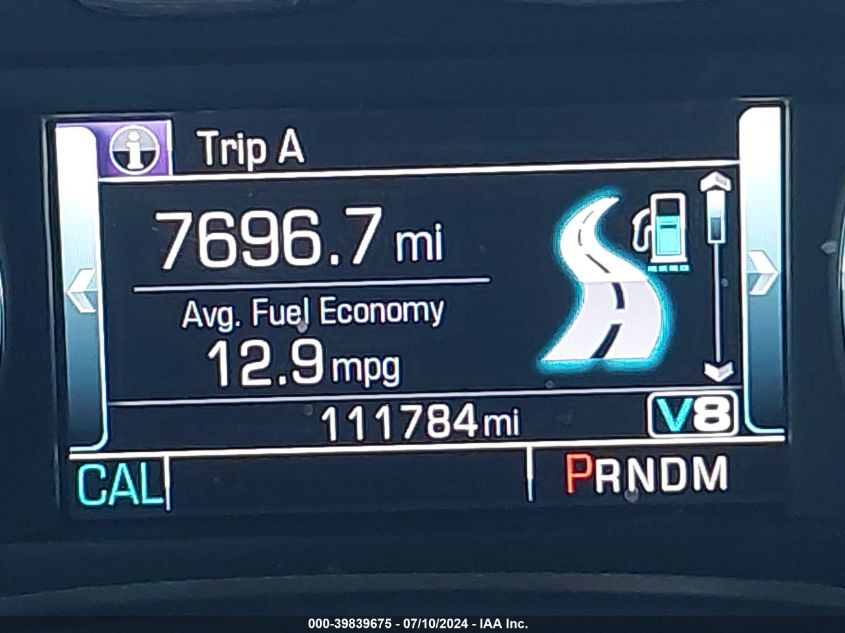 Trip A
7696.7 mi
Avg. Fuel Economy
12.9 mpg
111784 mi
V8
CAL
PRNDM
000-39839675 - 07/10/2024 - IAA Inc.